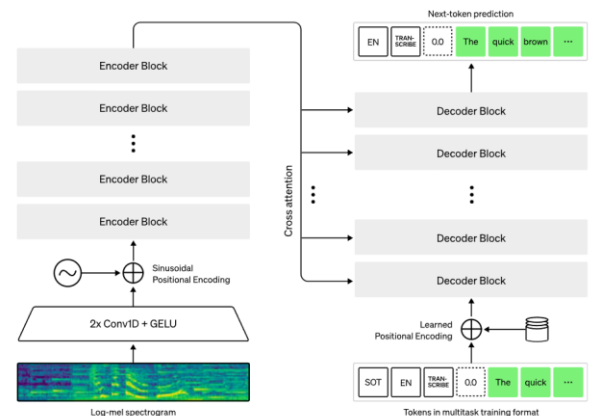 Next-token prediction
EN
TRAN-
SCRIBE
0.0
The
quick
brown
...
Encoder Block
Encoder Block
Encoder Block
Encoder Block
Cross attention
Decoder Block
Decoder Block
Decoder Block
Decoder Block
Sinusoidal
Positional Encoding
2x Conv1D + GELU
Log-mel spectrogram
Learned
Positional Encoding
SOT
EN
TRAN-
SCRIBE
0.0
The
quick
...
Tokens in multitask training format